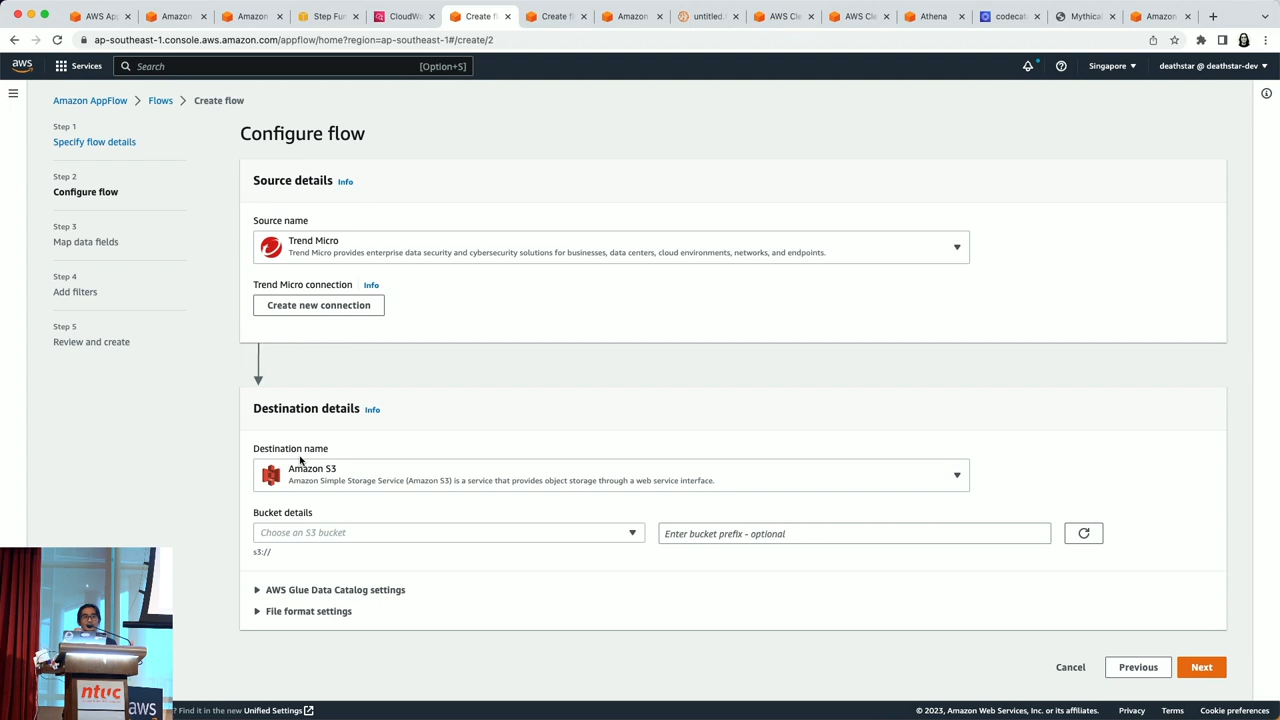 AWS Ap
Amazon
Amazon
Step Fun
CloudWa
Create f
Create f
Amazon
untitled.
AWS Cle
AWS Cle
Athena
codecat
Mythical
Amazon
ap-southeast-1.console.aws.amazon.com/appflow/home?region=ap-southeast-1#/create/2
aws
Services
Search
[Option+S]
Singapore
deathstar @ deathstar-dev
Amazon AppFlow
Flows
Create flow
Step 1
Specify flow details
Step 2
Configure flow
Step 3
Map data fields
Step 4
Add filters
Step 5
Review and create
Configure flow
Source details Info
Source name
Trend Micro
Trend Micro provides enterprise data security and cybersecurity solutions for businesses, data centers, cloud environments, networks, and endpoints.
Trend Micro connection Info
Create new connection
Destination details Info
Destination name
Amazon S3
Amazon Simple Storage Service (Amazon S3) is a service that provides object storage through a web service interface.
Bucket details
Choose an S3 bucket
Enter bucket prefix - optional
s3://
AWS Glue Data Catalog settings
File format settings
Cancel
Previous
Next
ntuc
aws
? Find it in the new Unified Settings
© 2023, Amazon Web Services, Inc. or its affiliates.
Privacy
Terms
Cookie preferences